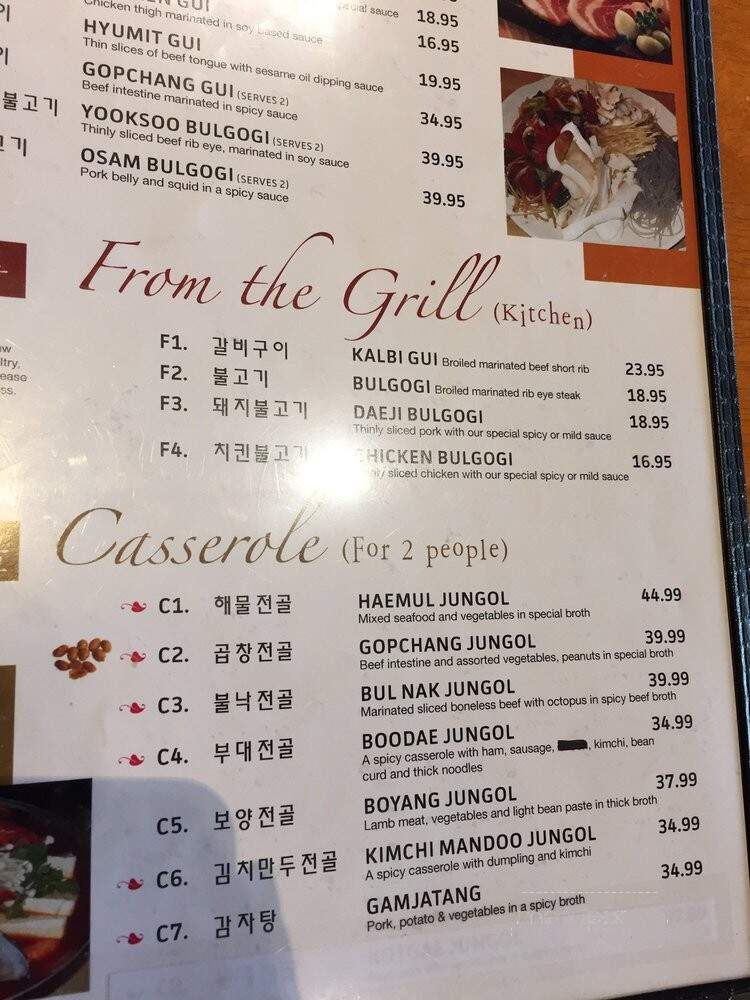 GUI
Chicken thigh marinated in soy based sauce
sauce
18.95
HYUMIT GUI 16.95
Thin slices of beef tongue with sesame oil dipping sauce
GOPCHANG GUI (SERVES 2) 19.95
Beef intestine marinated in spicy sauce
불고기 YOOKSOO BULGOGI (SERVES 2) 34.95
Thinly sliced beef rib eye, marinated in soy sauce
OSAM BULGOGI (SERVES 2) 39.95
Pork belly and squid in a spicy sauce
39.95
From the Grill (Kitchen)
F1. 갈비구이 KALBI GUI Broiled marinated beef short rib 23.95
F2. 불고기 BULGOGI Broiled marinated rib eye steak 18.95
F3. 돼지불고기 DAEJI BULGOGI 18.95
Thinly sliced pork with our special spicy or mild sauce
F4. 치킨불고기 CHICKEN BULGOGI 16.95
sliced chicken with our special spicy or mild sauce
Casserole (For 2 people)
C1. 해물전골 HAEMUL JUNGOL 44.99
Mixed seafood and vegetables in special broth
C2. 곱창전골 GOPCHANG JUNGOL 39.99
Beef intestine and assorted vegetables, peanuts in special broth
C3. 불낙전골 BUL NAK JUNGOL 39.99
Marinated sliced boneless beef with octopus in spicy beef broth
C4. 부대전골 BOODAE JUNGOL 34.99
A spicy casserole with ham, sausage, , kimchi, bean
curd and thick noodles
C5. 보양전골 BOYANG JUNGOL 37.99
Lamb meat, vegetables and light bean paste in thick broth
C6. 김치만두전골 KIMCHI MANDOO JUNGOL 34.99
A spicy casserole with dumpling and kimchi
C7. 감자탕 GAMJATANG 34.99
Pork, potato & vegetables in a spicy broth